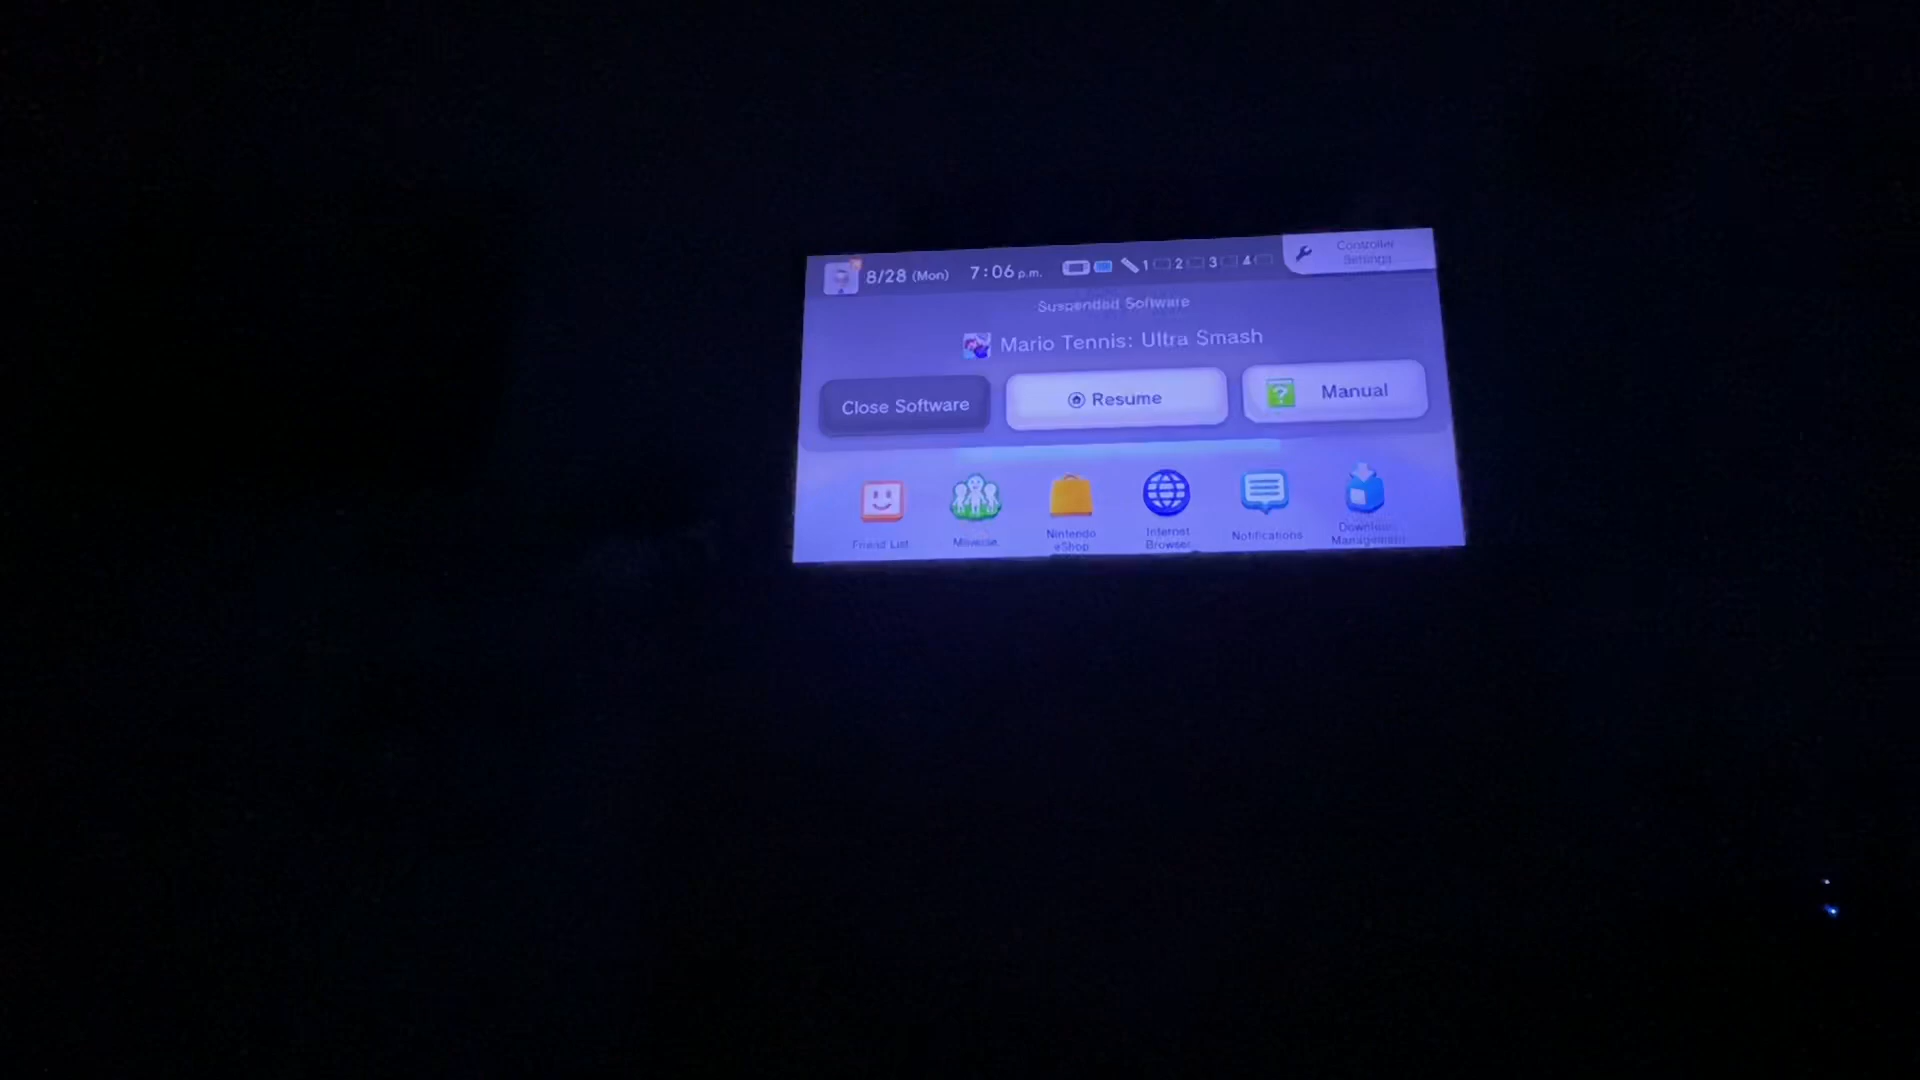 8/28 (Mon) 7:06 p.m. 1 2 3 4
Controller
Settings
Suspended Software
Mario Tennis: Ultra Smash
Close Software
Resume
Manual
Friend List
Miiverse
Nintendo
eShop
Internet
Browser
Notifications
Download
Management